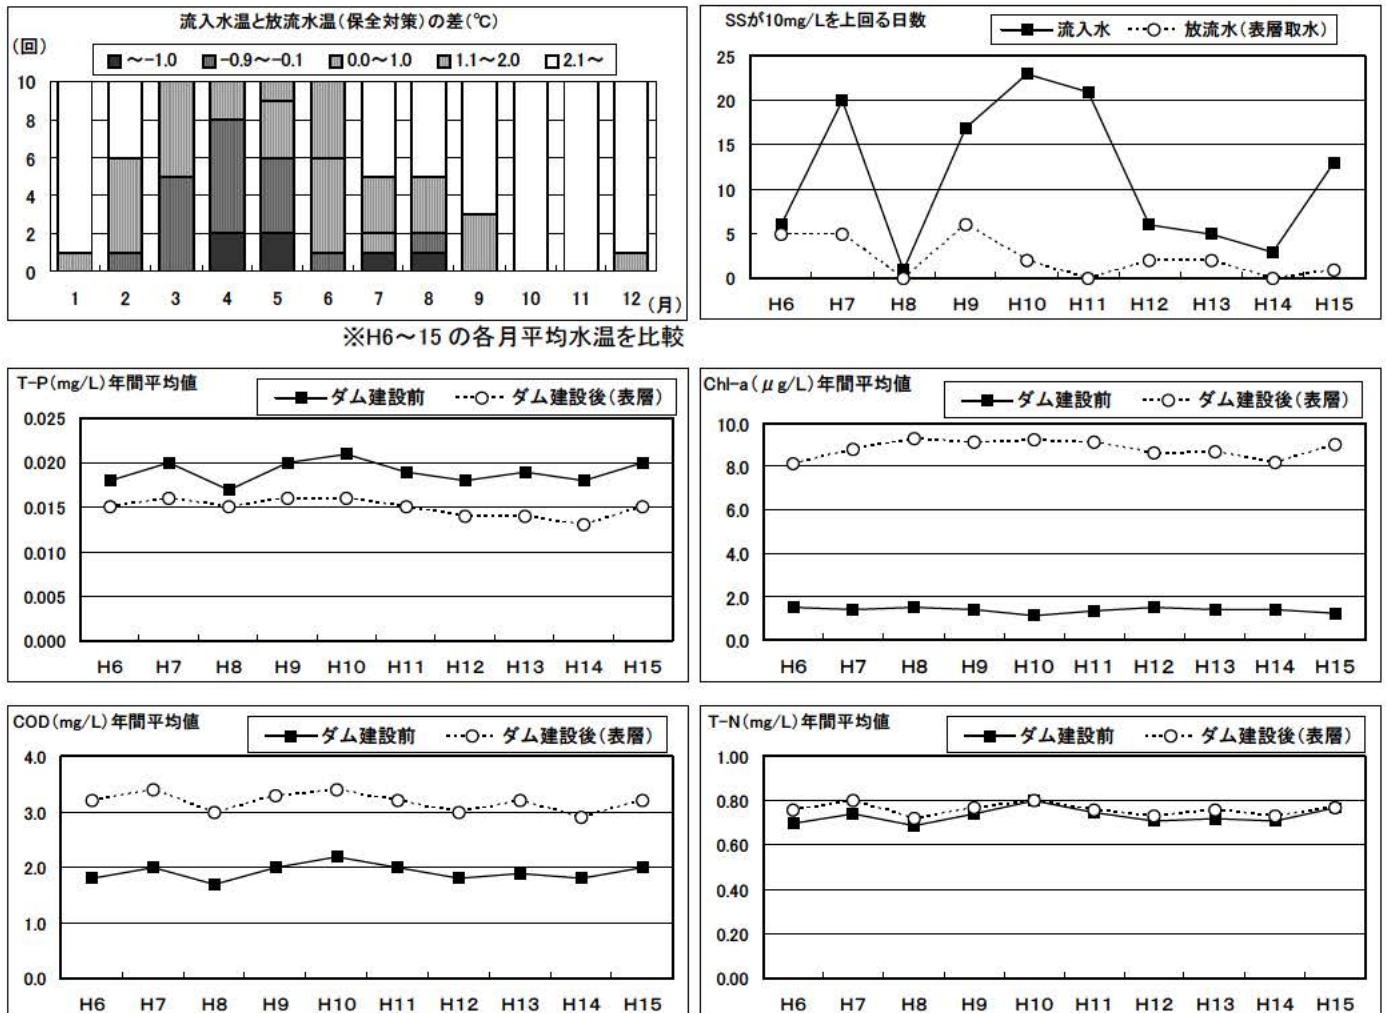 流入水温と放流水温(保全対策)の差(℃)
(回)
～-1.0 -0.9～-0.1 0.0～1.0 1.1～2.0 2.1～
10
8
6
4
2
0
1 2 3 4 5 6 7 8 9 10 11 12 (月)
※H6～15 の各月平均水温を比較
SSが10mg/Lを上回る日数
流入水 放流水(表層取水)
25
20
15
10
5
0
H6 H7 H8 H9 H10 H11 H12 H13 H14 H15
T-P(mg/L)年間平均値
ダム建設前 ダム建設後(表層)
0.025
0.020
0.015
0.010
0.005
0.000
H6 H7 H8 H9 H10 H11 H12 H13 H14 H15
Chl-a(μg/L)年間平均値
ダム建設前 ダム建設後(表層)
10.0
8.0
6.0
4.0
2.0
0.0
H6 H7 H8 H9 H10 H11 H12 H13 H14 H15
COD(mg/L)年間平均値
ダム建設前 ダム建設後(表層)
4.0
3.0
2.0
1.0
0.0
H6 H7 H8 H9 H10 H11 H12 H13 H14 H15
T-N(mg/L)年間平均値
ダム建設前 ダム建設後(表層)
1.00
0.80
0.60
0.40
0.20
0.00
H6 H7 H8 H9 H10 H11 H12 H13 H14 H15